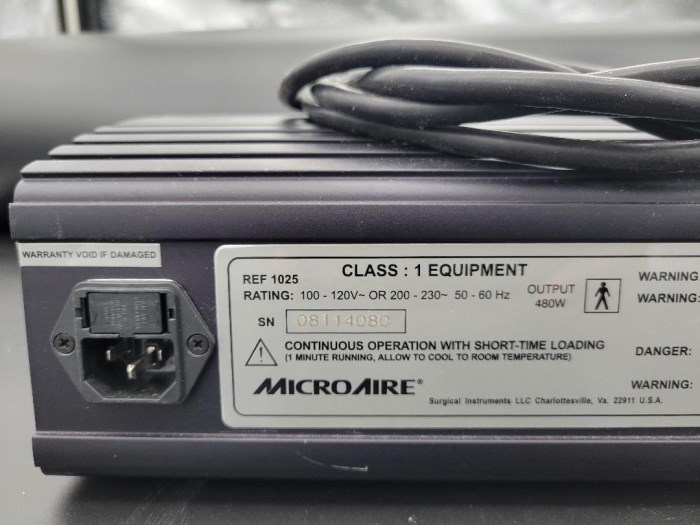 WARRANTY VOID IF DAMAGED
REF 1025
CLASS : 1 EQUIPMENT
RATING: 100 - 120V~ OR 200 - 230~ 50 - 60 Hz
OUTPUT
480W
SN
CONTINUOUS OPERATION WITH SHORT-TIME LOADING
(1 MINUTE RUNNING, ALLOW TO COOL TO ROOM TEMPERATURE)
MICROAIRE®
Surgical Instruments LLC Charlottesville, Va. 22911 U.S.A.
WARNING:
WARNING:
DANGER:
WARNING: